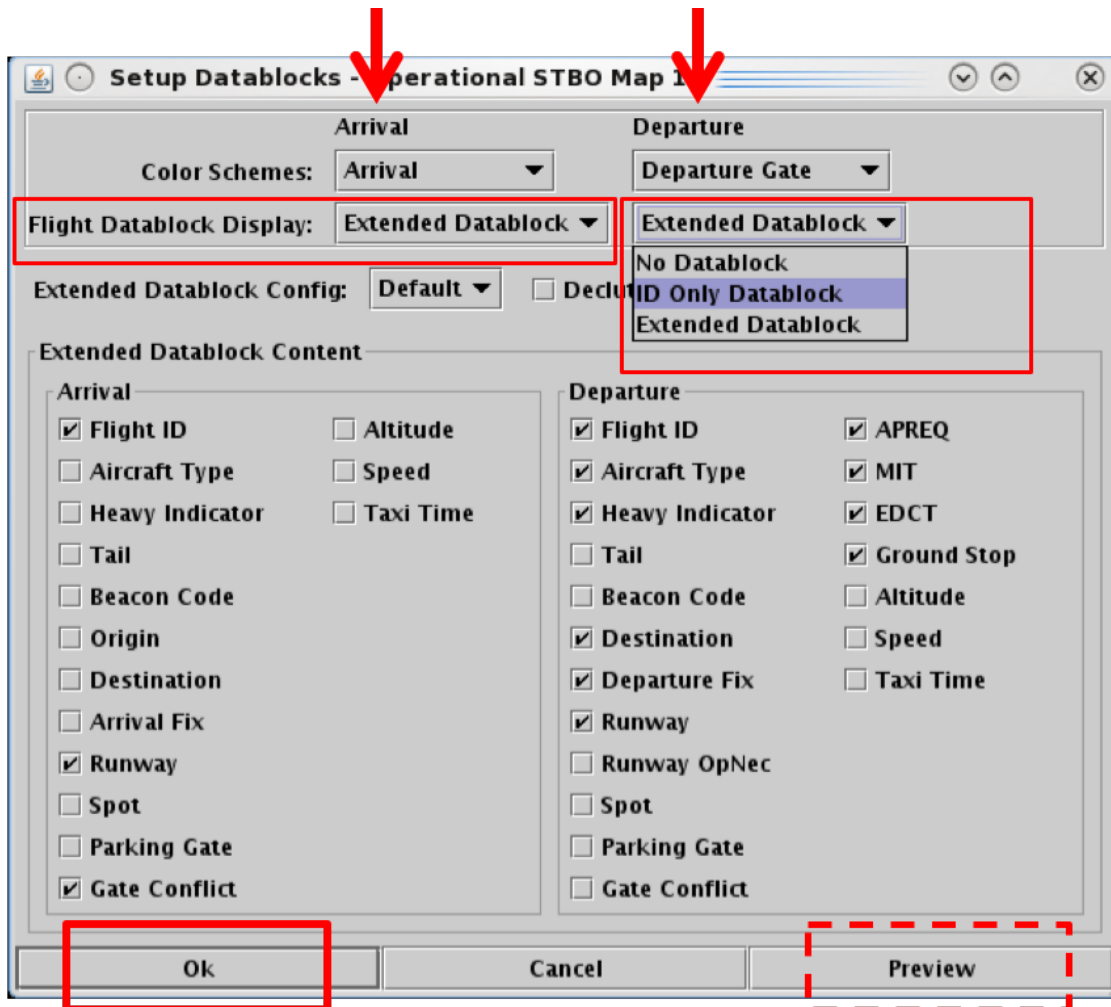 Setup Datablocks - Operational STBO Map 1
Arrival Departure
Color Schemes: Arrival Departure Gate
Flight Datablock Display: Extended Datablock Extended Datablock
No Datablock
Extended Datablock Config: Default Declut ID Only Datablock
Extended Datablock
Extended Datablock Content
Arrival Departure
Flight ID Altitude Flight ID APREQ
Aircraft Type Speed Aircraft Type MIT
Heavy Indicator Taxi Time Heavy Indicator EDCT
Tail Tail Ground Stop
Beacon Code Beacon Code Altitude
Origin Destination Speed
Destination Departure Fix Taxi Time
Arrival Fix Runway
Runway Runway OpNec
Spot Spot
Parking Gate Parking Gate
Gate Conflict Gate Conflict
Ok Cancel Preview